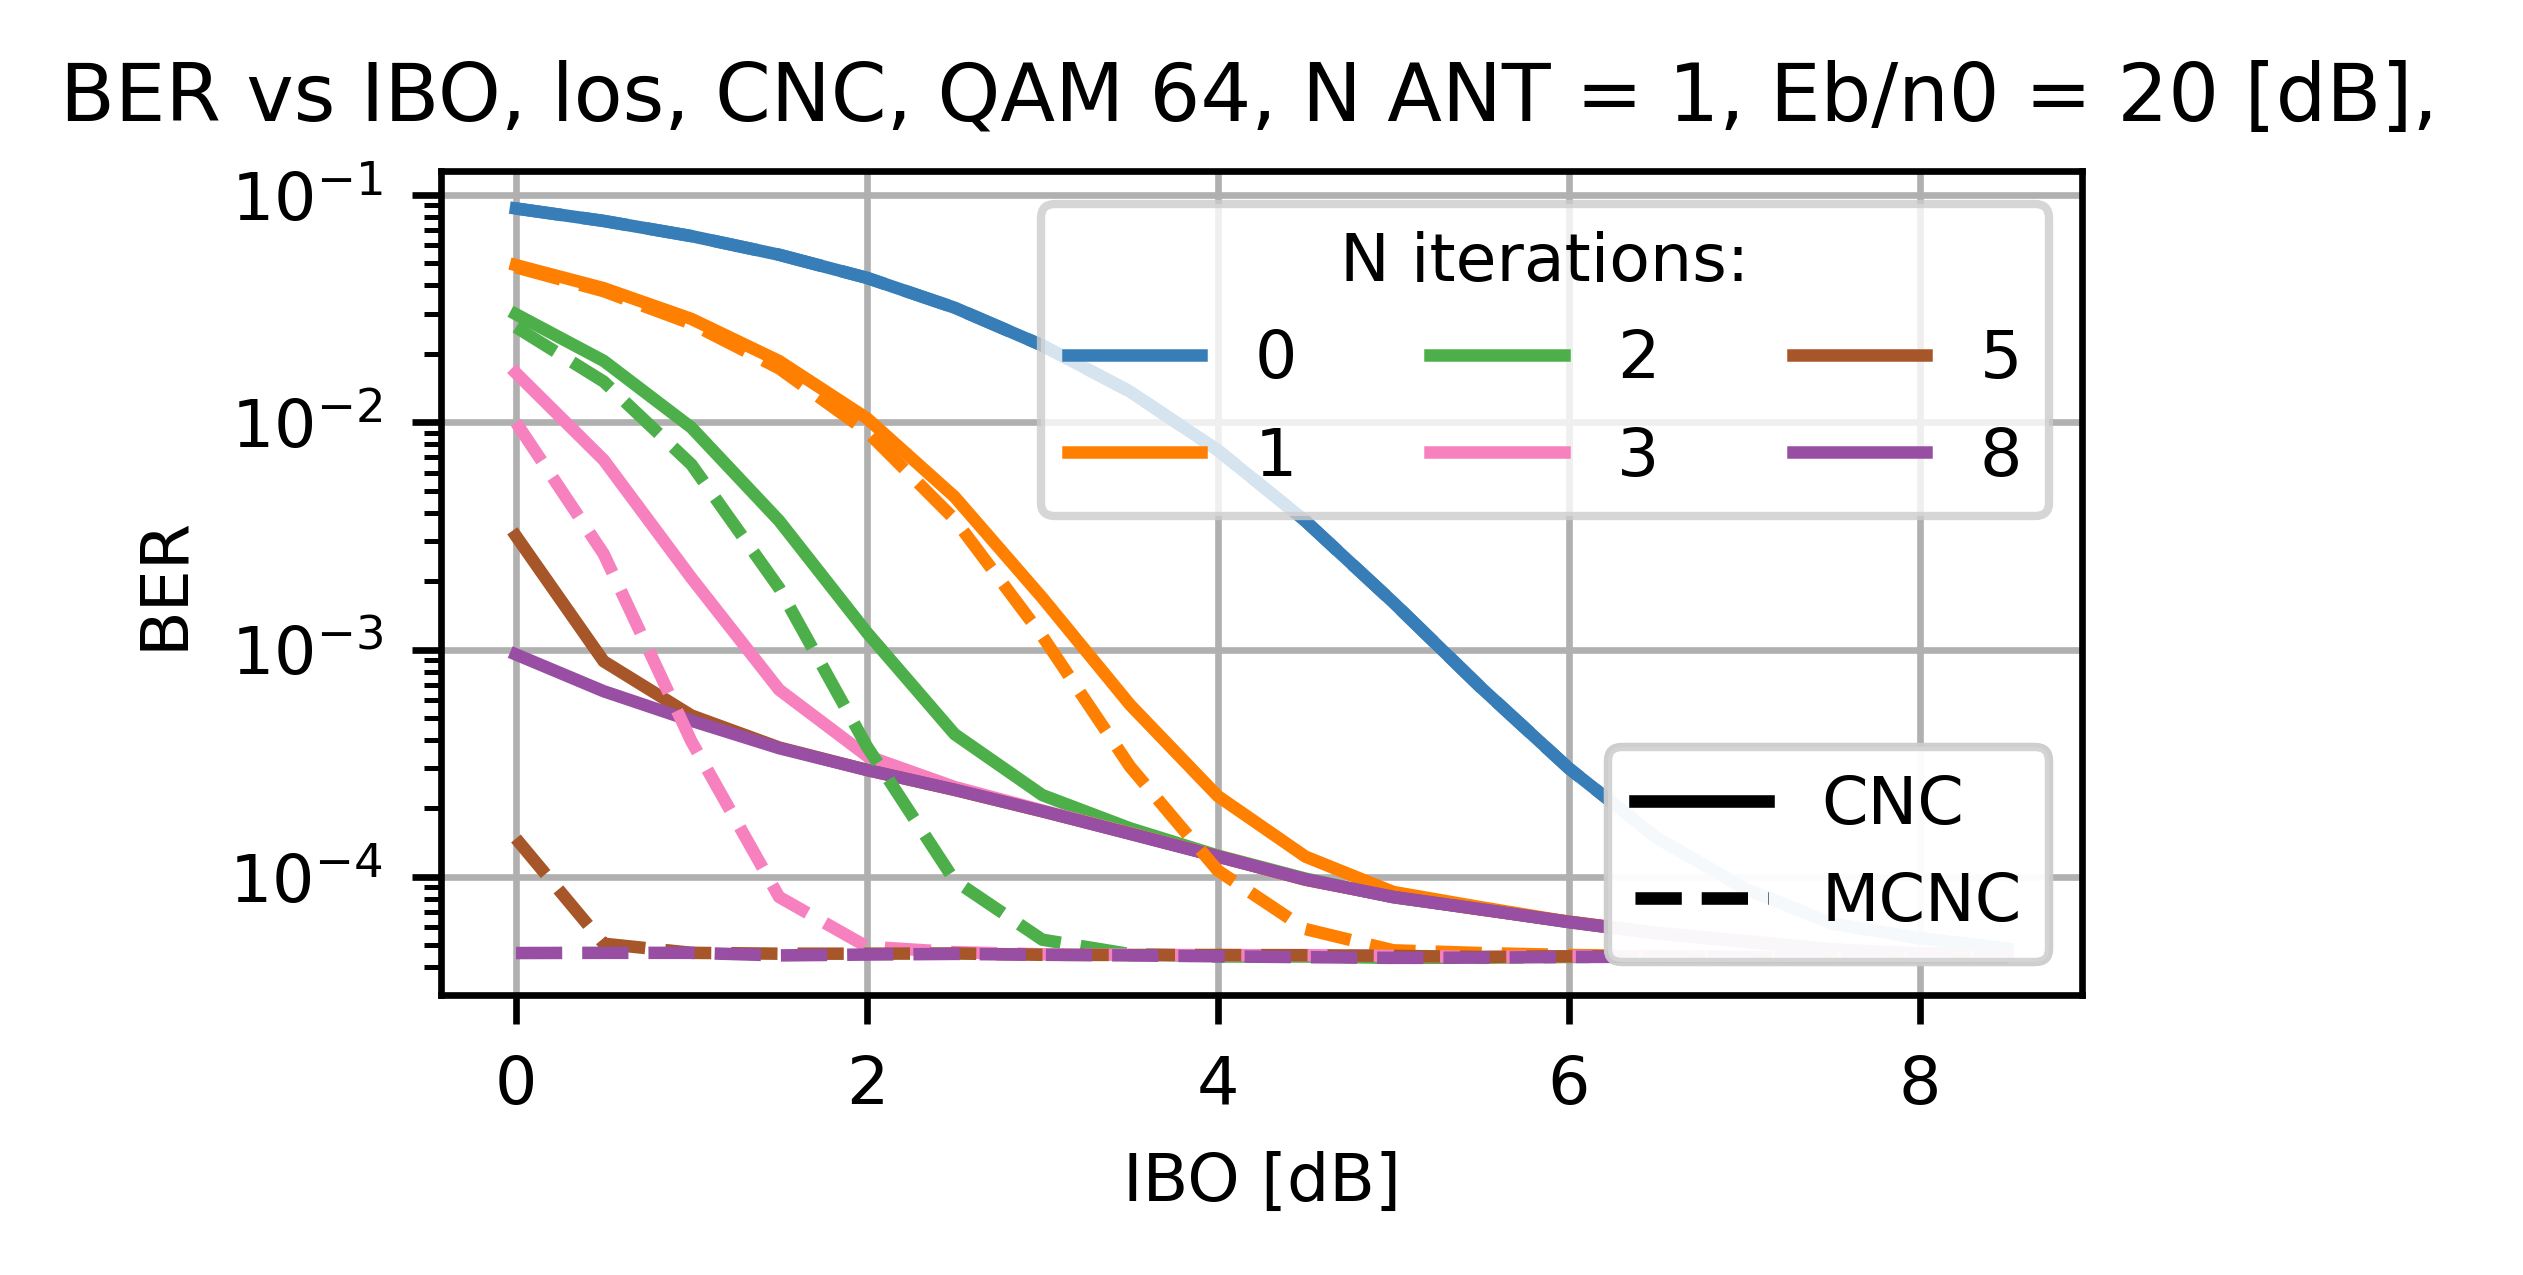 BER vs IBO, los, CNC, QAM 64, N ANT = 1, Eb/n0 = 20 [dB],
10⁻¹
10⁻²
10⁻³
10⁻⁴
BER
N iterations:
0 2 5
1 3 8
CNC
MCNC
0 2 4 6 8
IBO [dB]